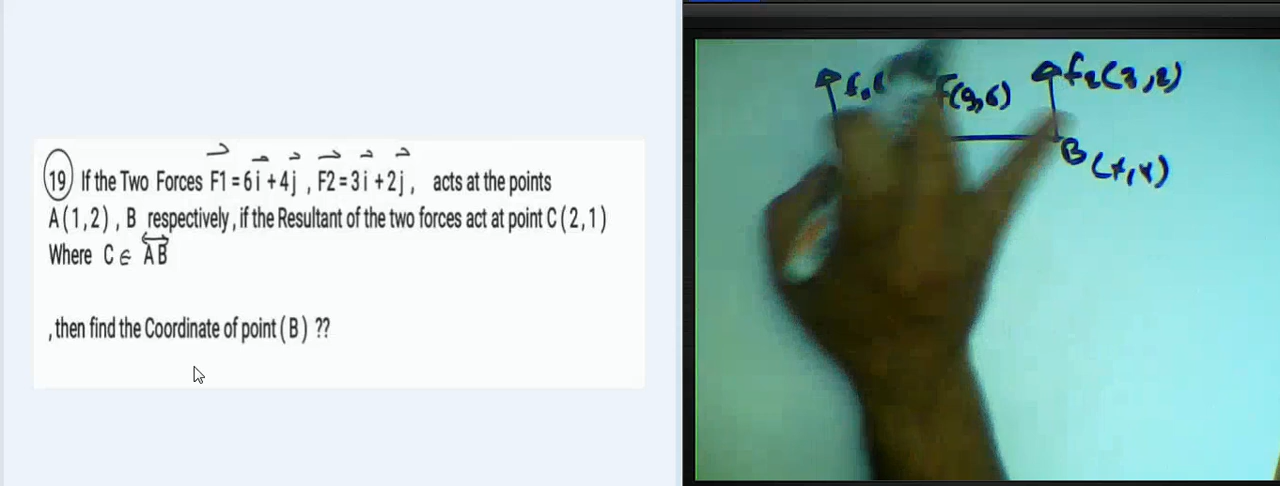 19 If the Two Forces F1 = 6i + 4j , F2 = 3i + 2j , acts at the points
A ( 1 , 2 ) , B respectively , if the Resultant of the two forces act at point C ( 2 , 1 )
Where C ∈ AB
, then find the Coordinate of point ( B ) ??
F(9,6)
F2(3,2)
B